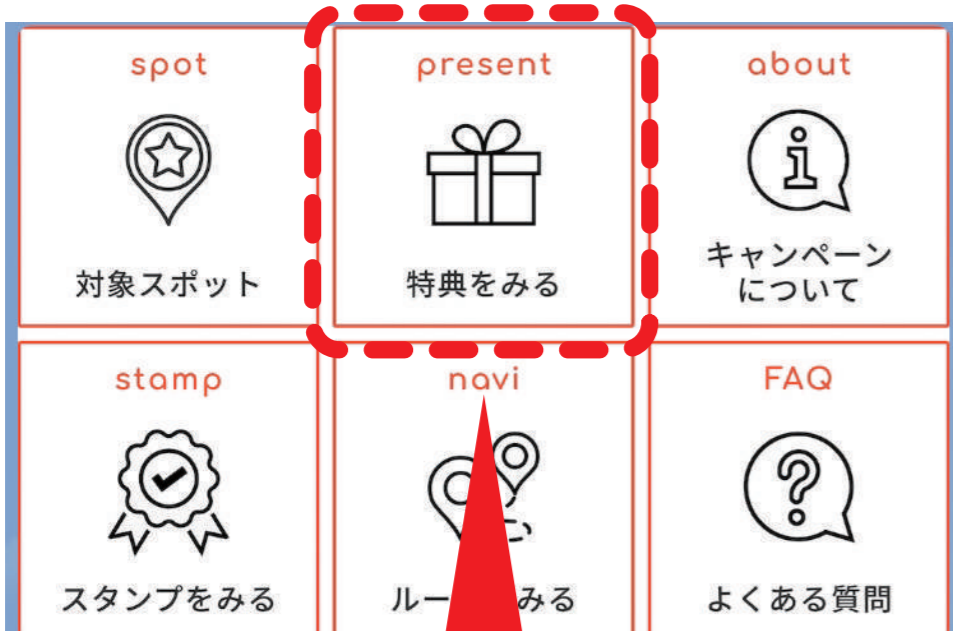 spot
対象スポット
present
特典をみる
about
キャンペーン
について
stamp
スタンプをみる
navi
ルー みる
FAQ
よくある質問